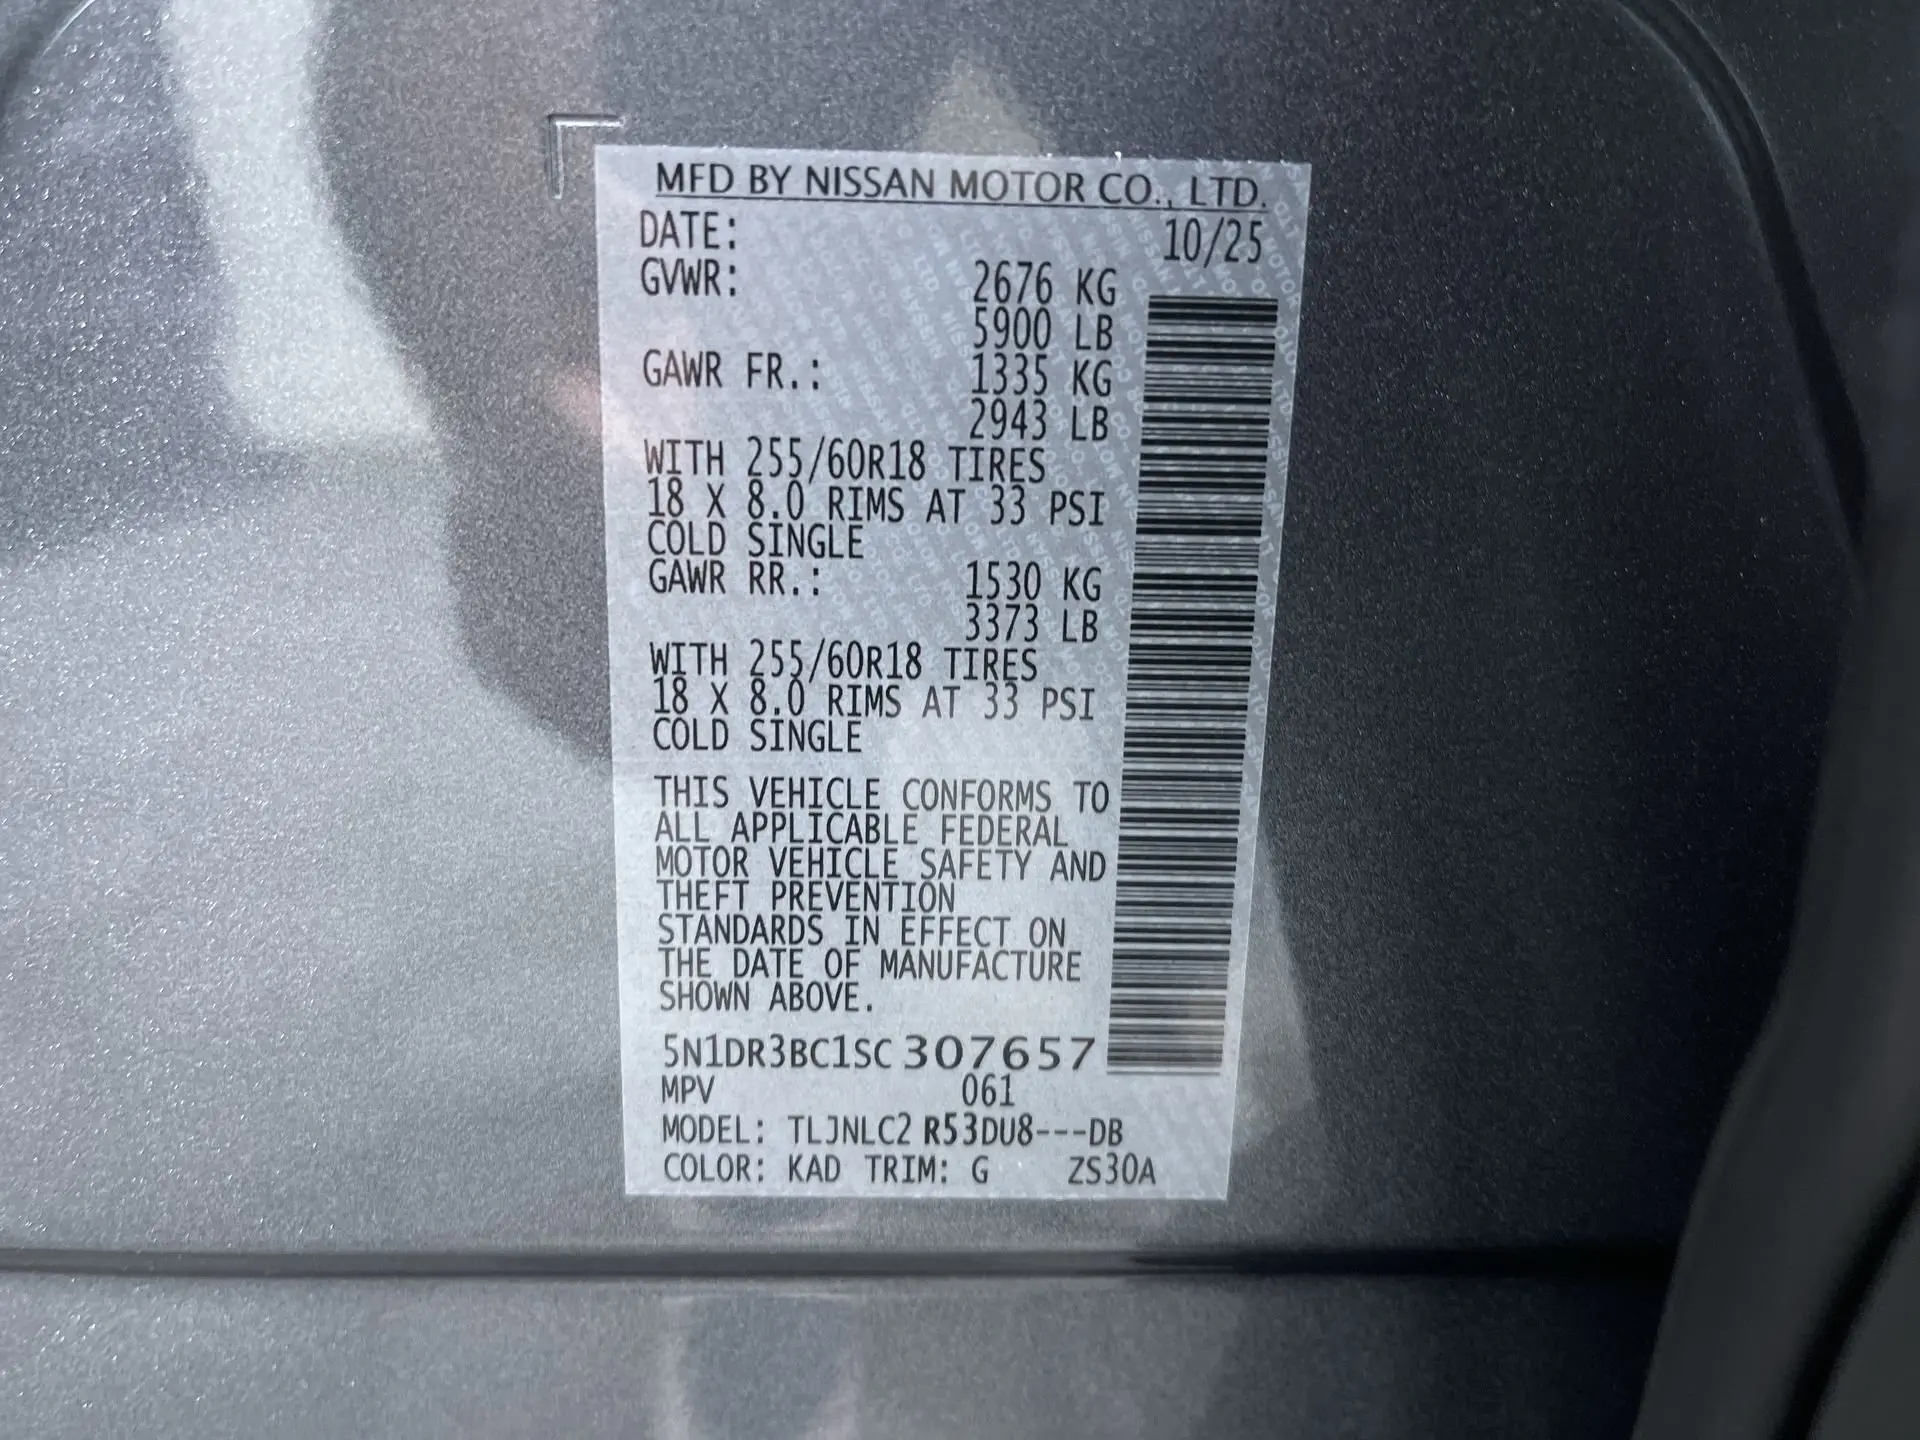 MFD BY NISSAN MOTOR CO., LTD.
DATE: 10/25
GVWR: 2676 KG
5900 LB
GAWR FR.: 1335 KG
2943 LB
WITH 255/60R18 TIRES
18 X 8.0 RIMS AT 33 PSI
COLD SINGLE
GAWR RR.: 1530 KG
3373 LB
WITH 255/60R18 TIRES
18 X 8.0 RIMS AT 33 PSI
COLD SINGLE
THIS VEHICLE CONFORMS TO
ALL APPLICABLE FEDERAL
MOTOR VEHICLE SAFETY AND
THEFT PREVENTION
STANDARDS IN EFFECT ON
THE DATE OF MANUFACTURE
SHOWN ABOVE.
5N1DR3BC1SC307657
MPV 061
MODEL: TLJNLC2 R53DU8---DB
COLOR: KAD TRIM: G ZS30A